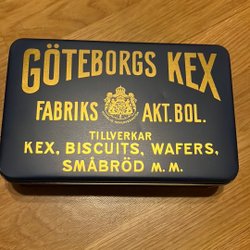 GÖTEBORGS KEX
FABRIKS AKT. BOL.
TILLVERKAR
KEX, BISCUITS, WAFERS,
SMÅBRÖD M. M.